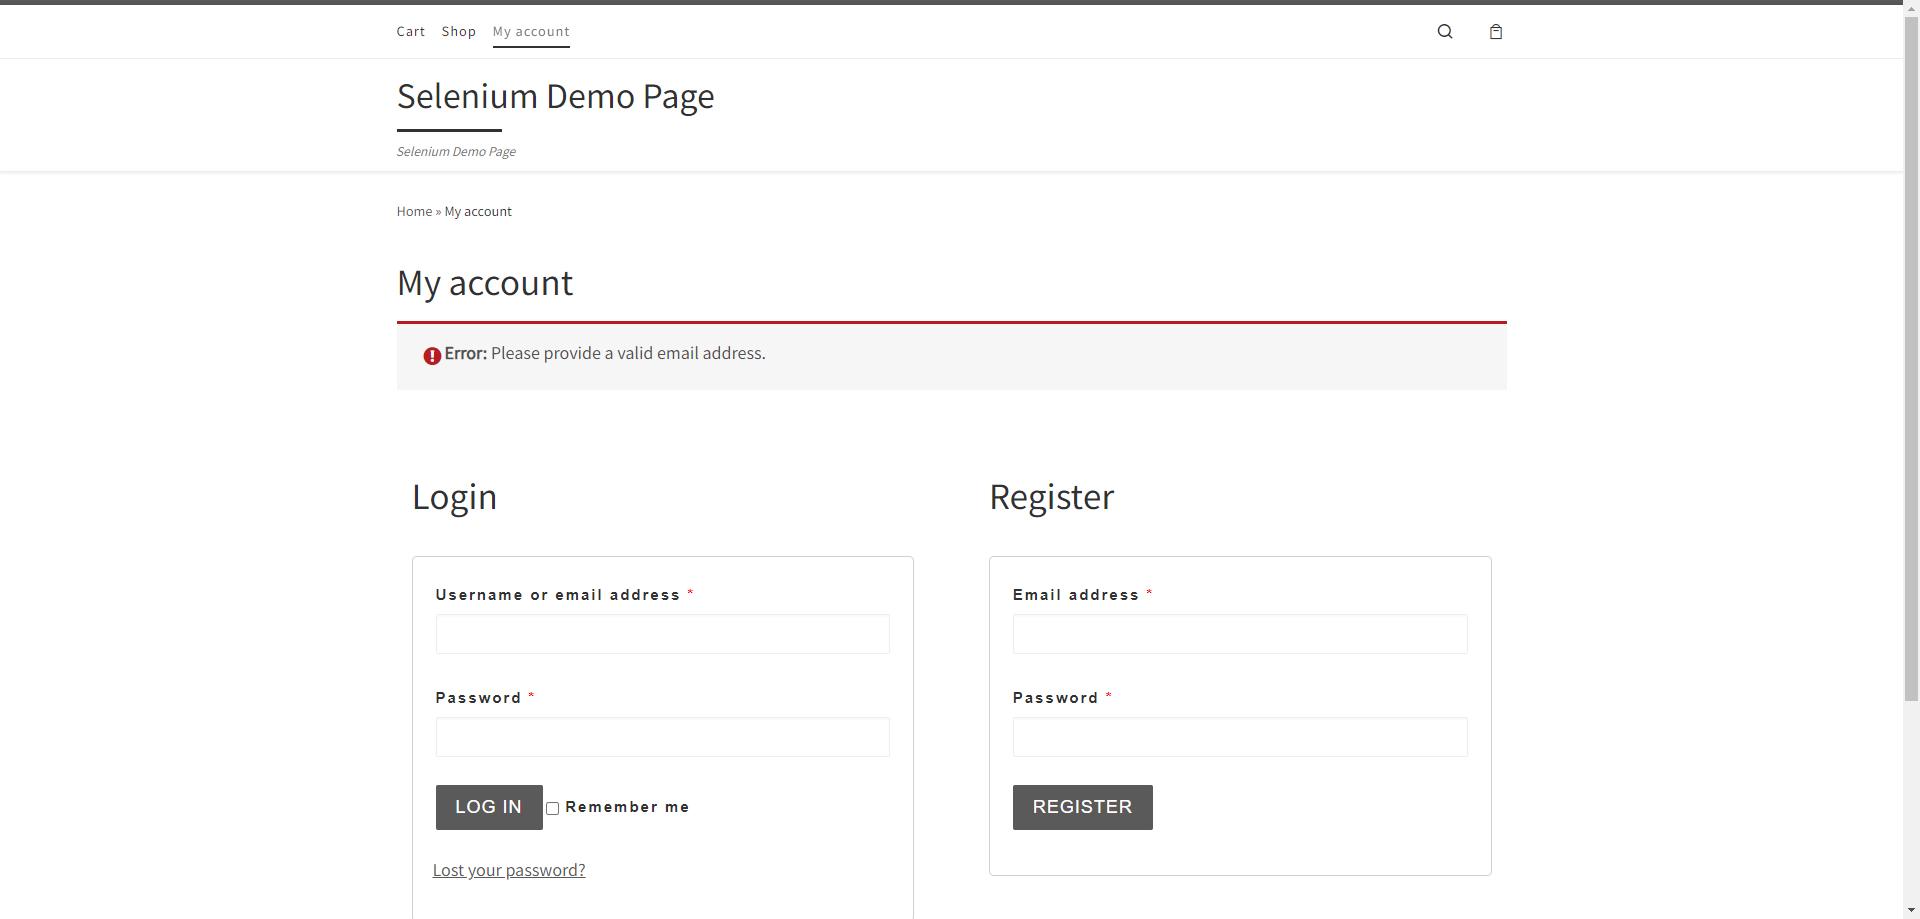 Cart Shop My account
Selenium Demo Page
Selenium Demo Page
Home » My account
My account
Error: Please provide a valid email address.
Login
Username or email address *
Password *
LOG IN Remember me
Lost your password?
Register
Email address *
Password *
REGISTER